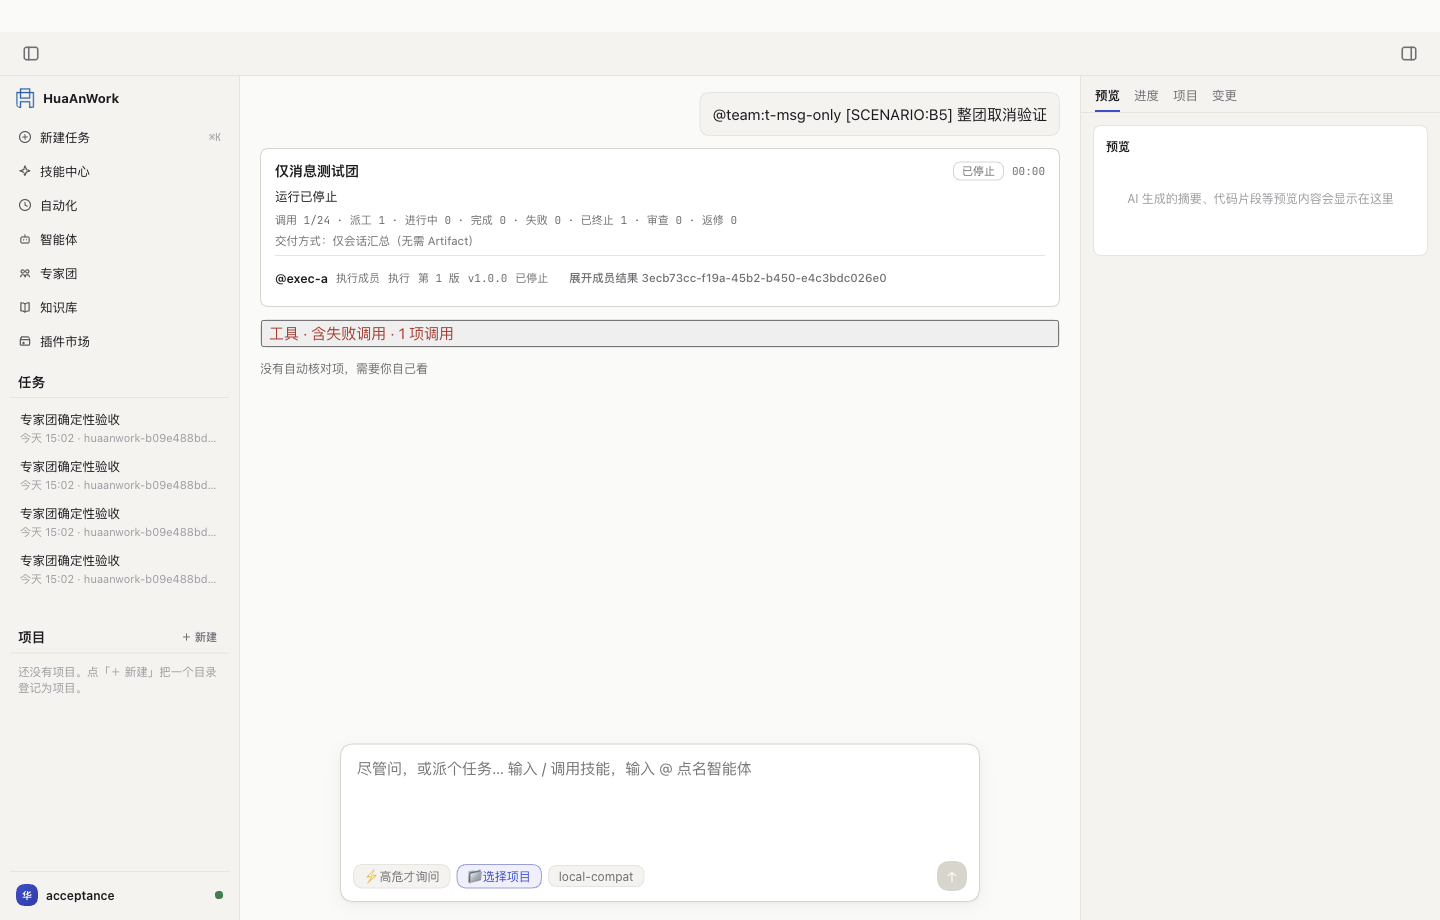 HuaAnWork
新建任务 ⌘K
技能中心
自动化
智能体
专家团
知识库
插件市场
任务
专家团确定性验收
今天 15:02 · huaanwork-b09e488bd...
专家团确定性验收
今天 15:02 · huaanwork-b09e488bd...
专家团确定性验收
今天 15:02 · huaanwork-b09e488bd...
专家团确定性验收
今天 15:02 · huaanwork-b09e488bd...
项目 + 新建
还没有项目。点「+ 新建」把一个目录
登记为项目。
华 acceptance
@team:t-msg-only [SCENARIO:B5] 整团取消验证
仅消息测试团 已停止 00:00
运行已停止
调用 1/24 · 派工 1 · 进行中 0 · 完成 0 · 失败 0 · 已终止 1 · 审查 0 · 返修 0
交付方式：仅会话汇总（无需 Artifact）
@exec-a 执行成员 执行 第 1 版 v1.0.0 已停止 展开成员结果 3ecb73cc-f19a-45b2-b450-e4c3bdc026e0
工具 · 含失败调用 · 1 项调用
没有自动核对项，需要你自己看
尽管问，或派个任务... 输入 / 调用技能，输入 @ 点名智能体
⚡高危才询问 选择项目 local-compat
预览 进度 项目 变更
预览
AI 生成的摘要、代码片段等预览内容会显示在这里